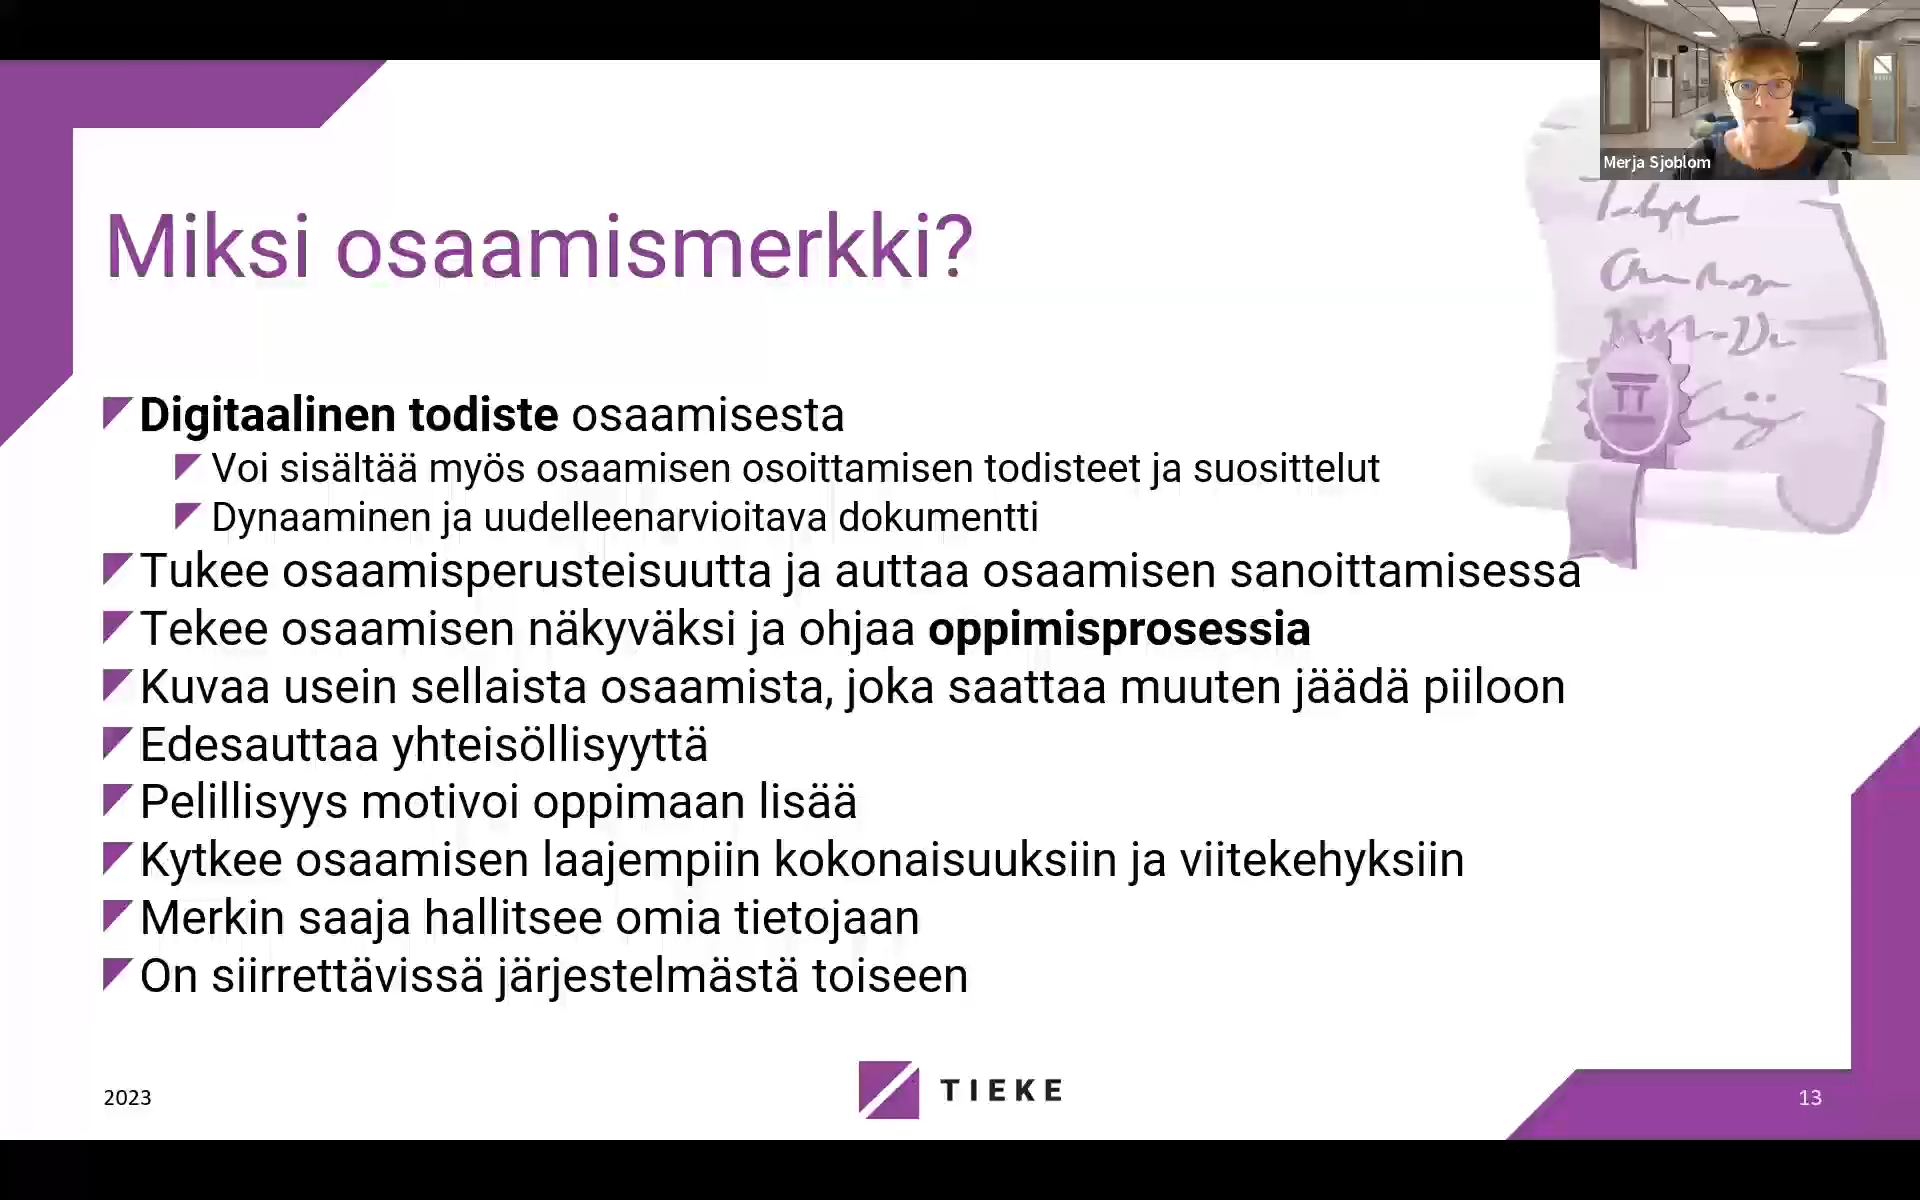 Merja Sjoblom
Miksi osaamismerkki?
Digitaalinen todiste osaamisesta
Voi sisältää myös osaamisen osoittamisen todisteet ja suosittelut
Dynaaminen ja uudelleenarvioitava dokumentti
Tukee osaamisperusteisuutta ja auttaa osaamisen sanoittamisessa
Tekee osaamisen näkyväksi ja ohjaa oppimisprosessia
Kuvaa usein sellaista osaamista, joka saattaa muuten jäädä piiloon
Edesauttaa yhteisöllisyyttä
Pelillisyys motivoi oppimaan lisää
Kytkee osaamisen laajempiin kokonaisuuksiin ja viitekehyksiin
Merkin saaja hallitsee omia tietojaan
On siirrettävissä järjestelmästä toiseen
2023
TIEKE
13